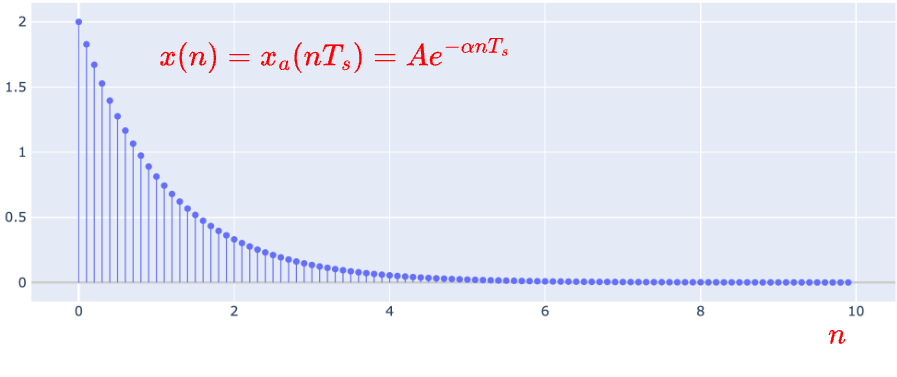 2
x(n) = x_a(nT_s) = Ae^{-αnT_s}
1.5
1
0.5
0
0 2 4 6 8 10
n